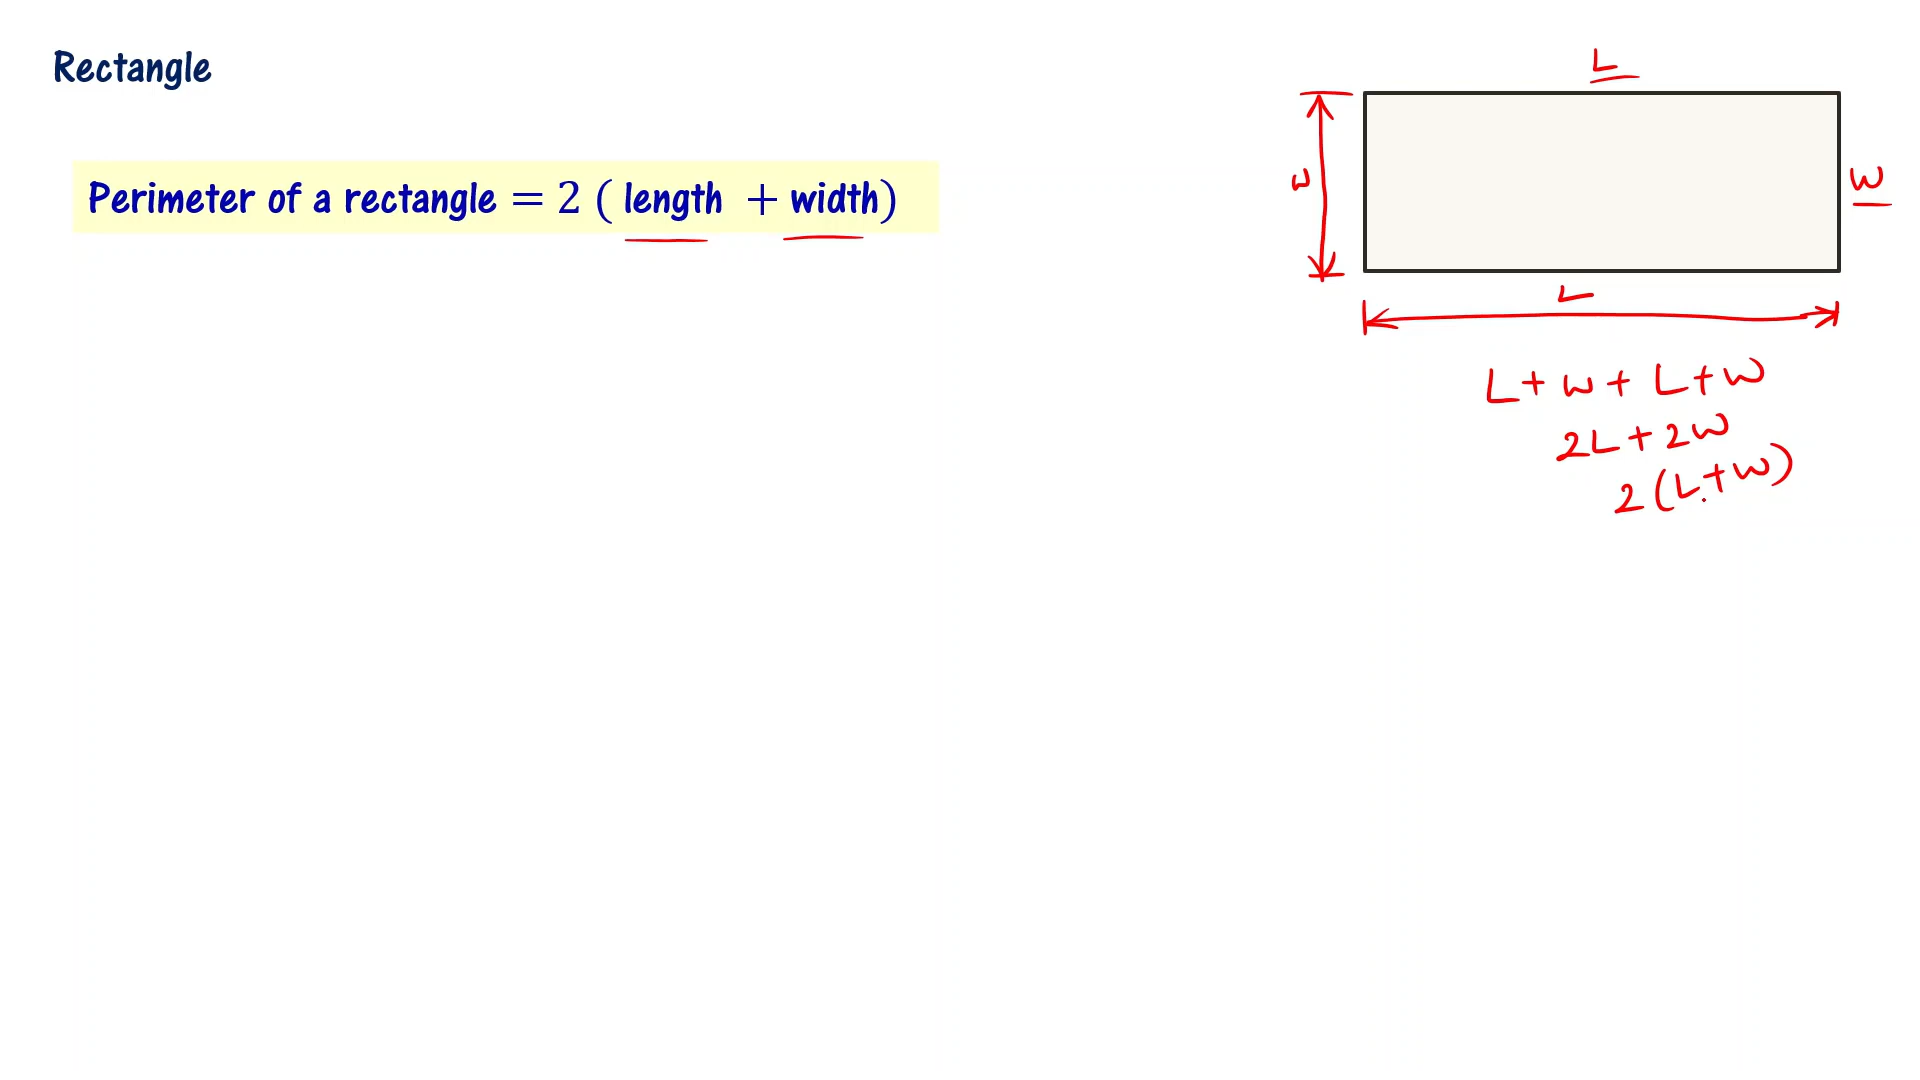 Rectangle
L
Perimeter of a rectangle = 2 ( length + width)
w
W
L
L + w + L + W
2L + 2W
2 (L + W)